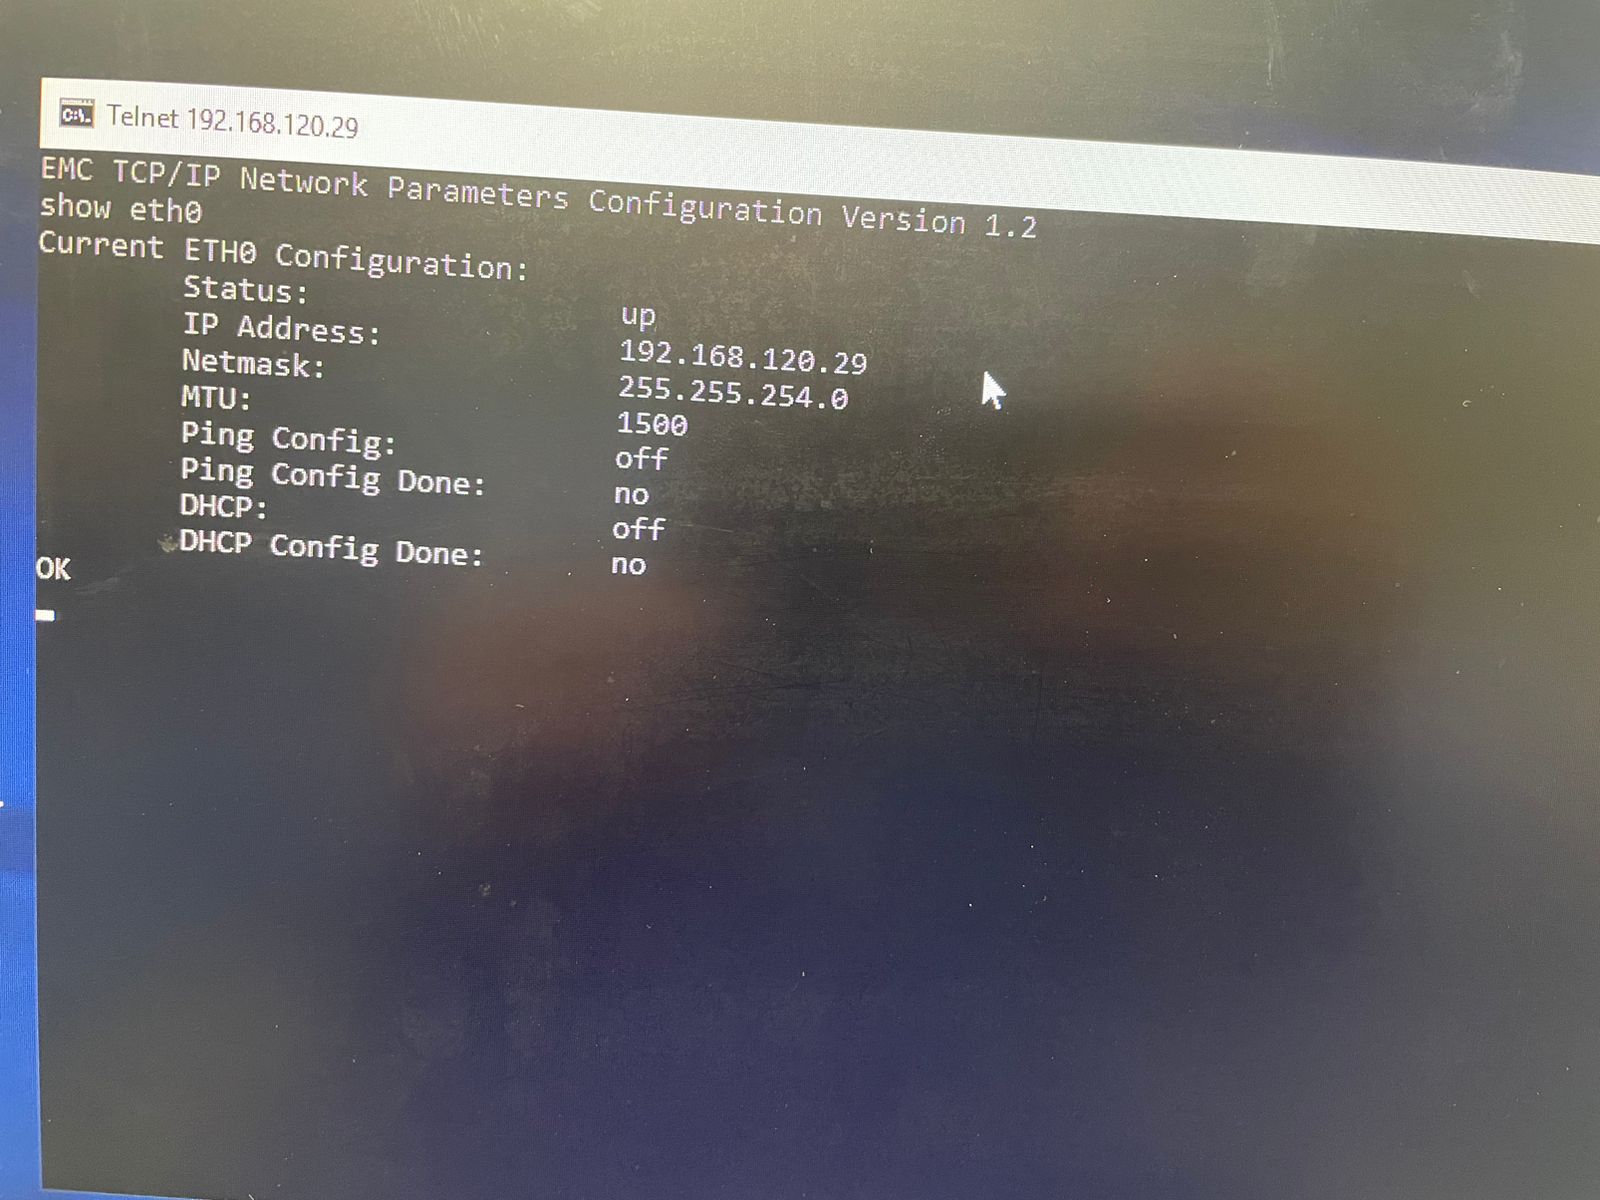 Telnet 192.168.120.29
EMC TCP/IP Network Parameters Configuration Version 1.2
show eth0
Current ETH0 Configuration:
Status: up
IP Address: 192.168.120.29
Netmask: 255.255.254.0
MTU: 1500
Ping Config: off
Ping Config Done: no
DHCP: off
DHCP Config Done: no
OK